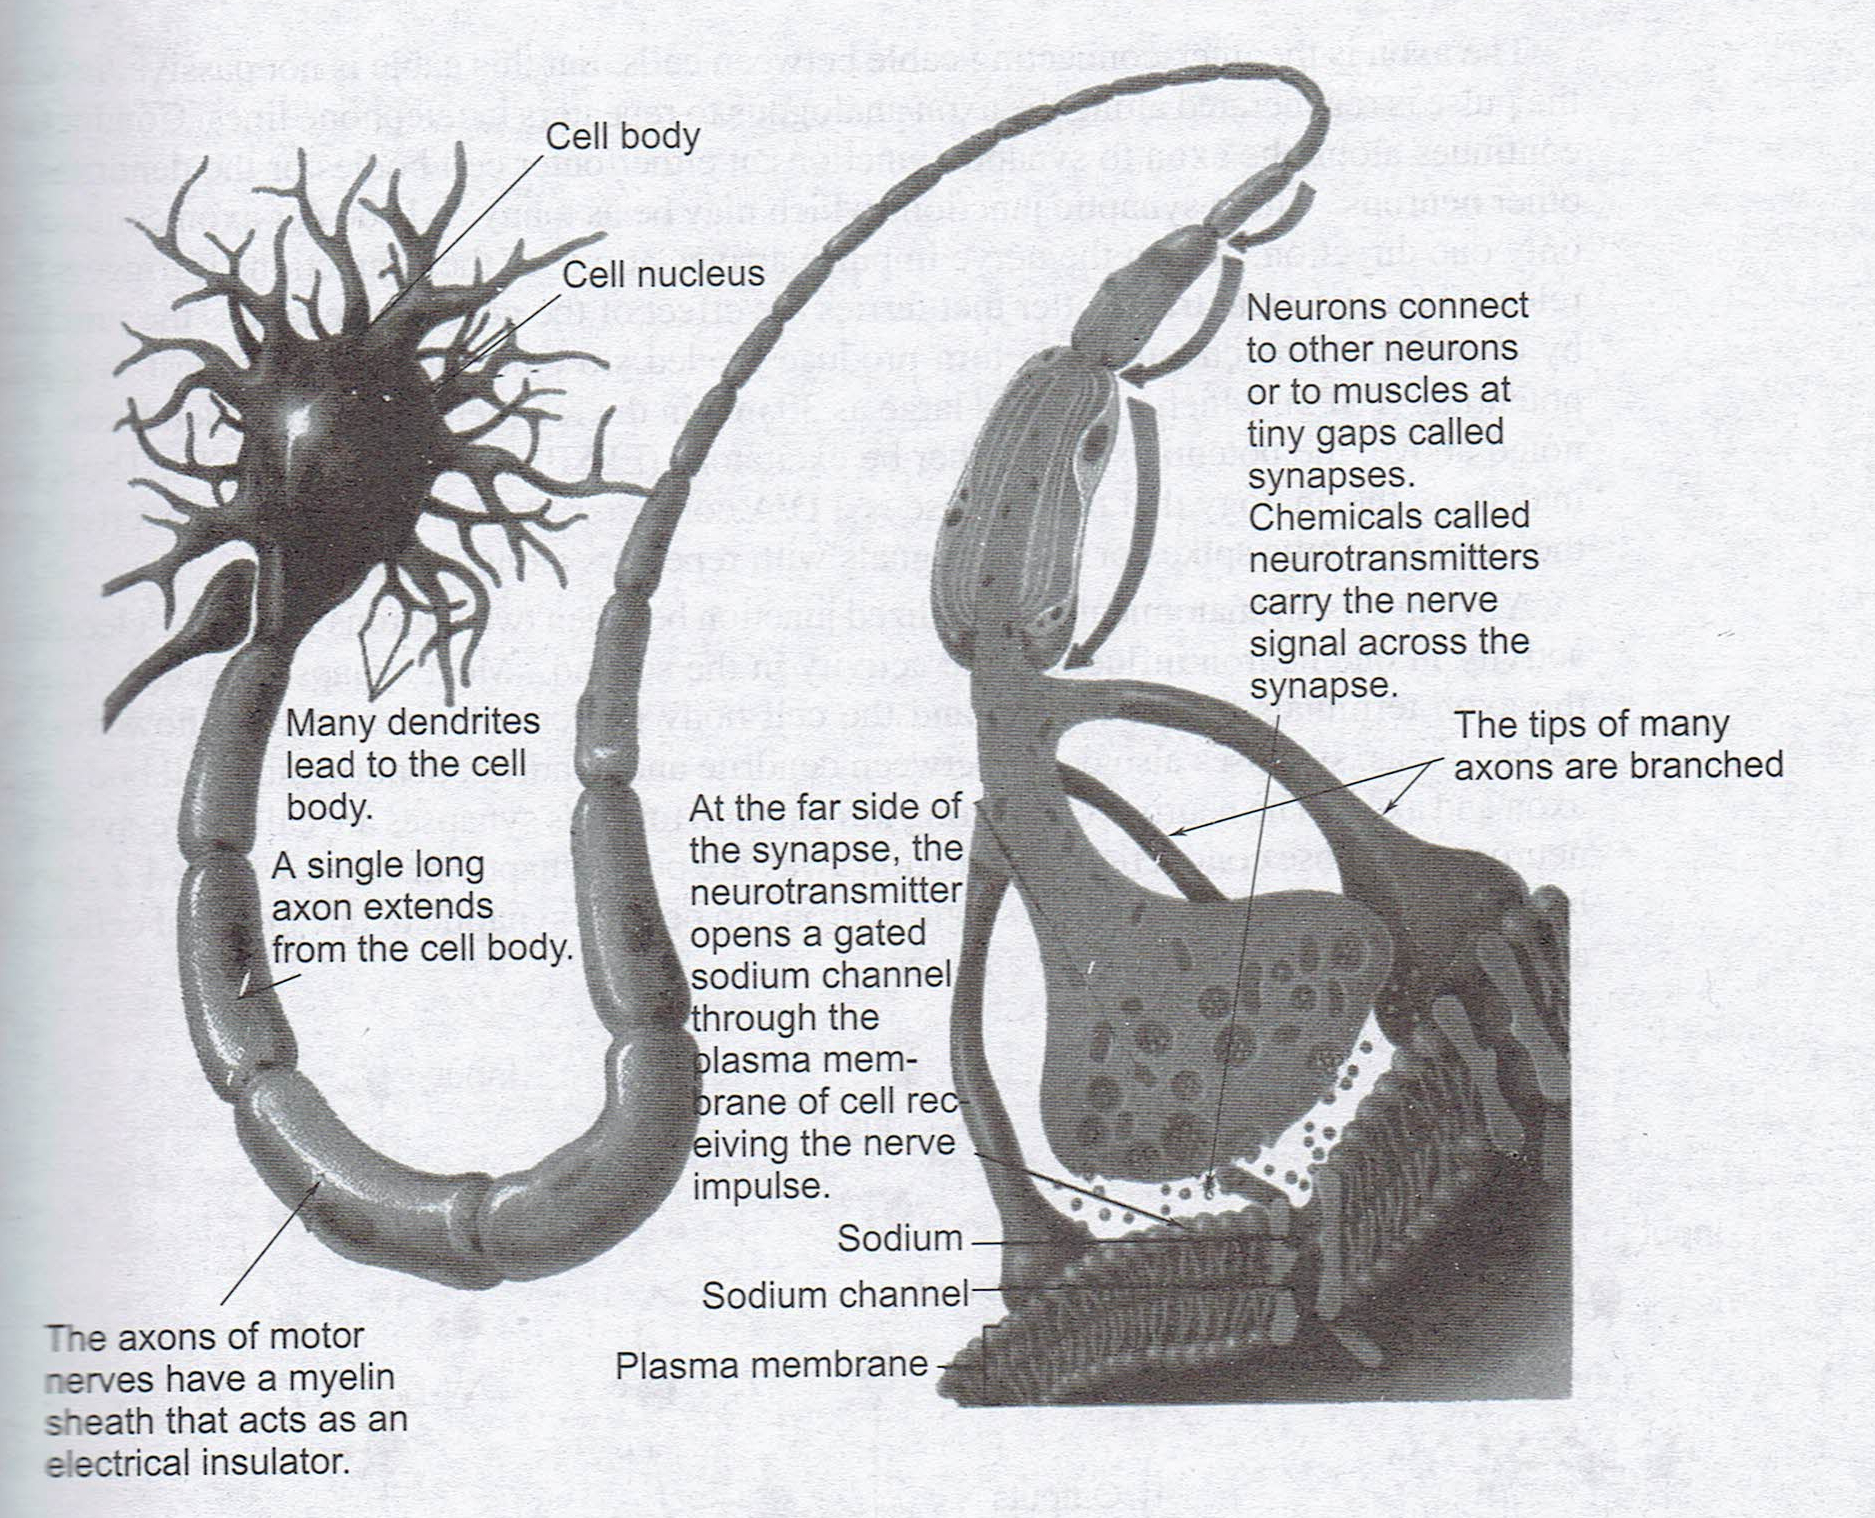 Cell body
Cell nucleus
Neurons connect
to other neurons
or to muscles at
tiny gaps called
synapses.
Chemicals called
neurotransmitters
carry the nerve
signal across the
synapse.
Many dendrites
lead to the cell
body.
The tips of many
axons are branched
At the far side of
the synapse, the
neurotransmitter
opens a gated
sodium channel
through the
plasma mem-
brane of cell rec-
eiving the nerve
impulse.
A single long
axon extends
from the cell body.
Sodium
Sodium channel
Plasma membrane
The axons of motor
nerves have a myelin
sheath that acts as an
electrical insulator.